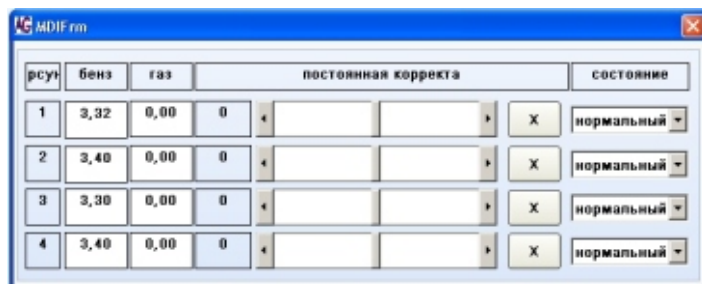 MDIFrm
рсун бенз газ постоянная корректа состояние
1 3,32 0,00 0 X нормальный
2 3,40 0,00 0 X нормальный
3 3,30 0,00 0 X нормальный
4 3,40 0,00 0 X нормальный